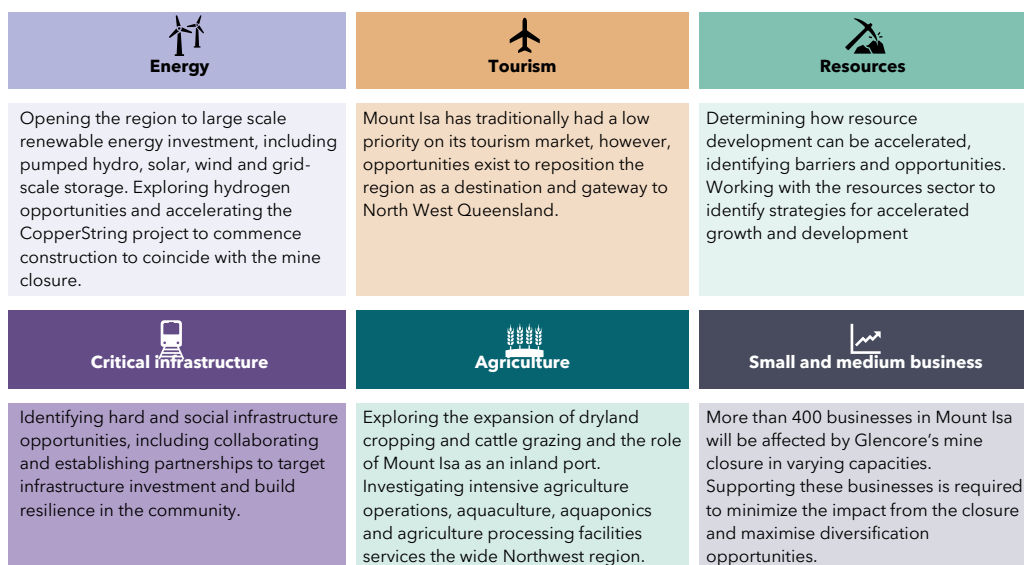 Energy
Opening the region to large scale
renewable energy investment, including
pumped hydro, solar, wind and grid-
scale storage. Exploring hydrogen
opportunities and accelerating the
CopperString project to commence
construction to coincide with the mine
closure.
Tourism
Mount Isa has traditionally had a low
priority on its tourism market, however,
opportunities exist to reposition the
region as a destination and gateway to
North West Queensland.
Resources
Determining how resource
development can be accelerated,
identifying barriers and opportunities.
Working with the resources sector to
identify strategies for accelerated
growth and development
Critical infrastructure
Identifying hard and social infrastructure
opportunities, including collaborating
and establishing partnerships to target
infrastructure investment and build
resilience in the community.
Agriculture
Exploring the expansion of dryland
cropping and cattle grazing and the role
of Mount Isa as an inland port.
Investigating intensive agriculture
operations, aquaculture, aquaponics
and agriculture processing facilities
services the wide Northwest region.
Small and medium business
More than 400 businesses in Mount Isa
will be affected by Glencore’s mine
closure in varying capacities.
Supporting these businesses is required
to minimize the impact from the closure
and maximise diversification
opportunities.